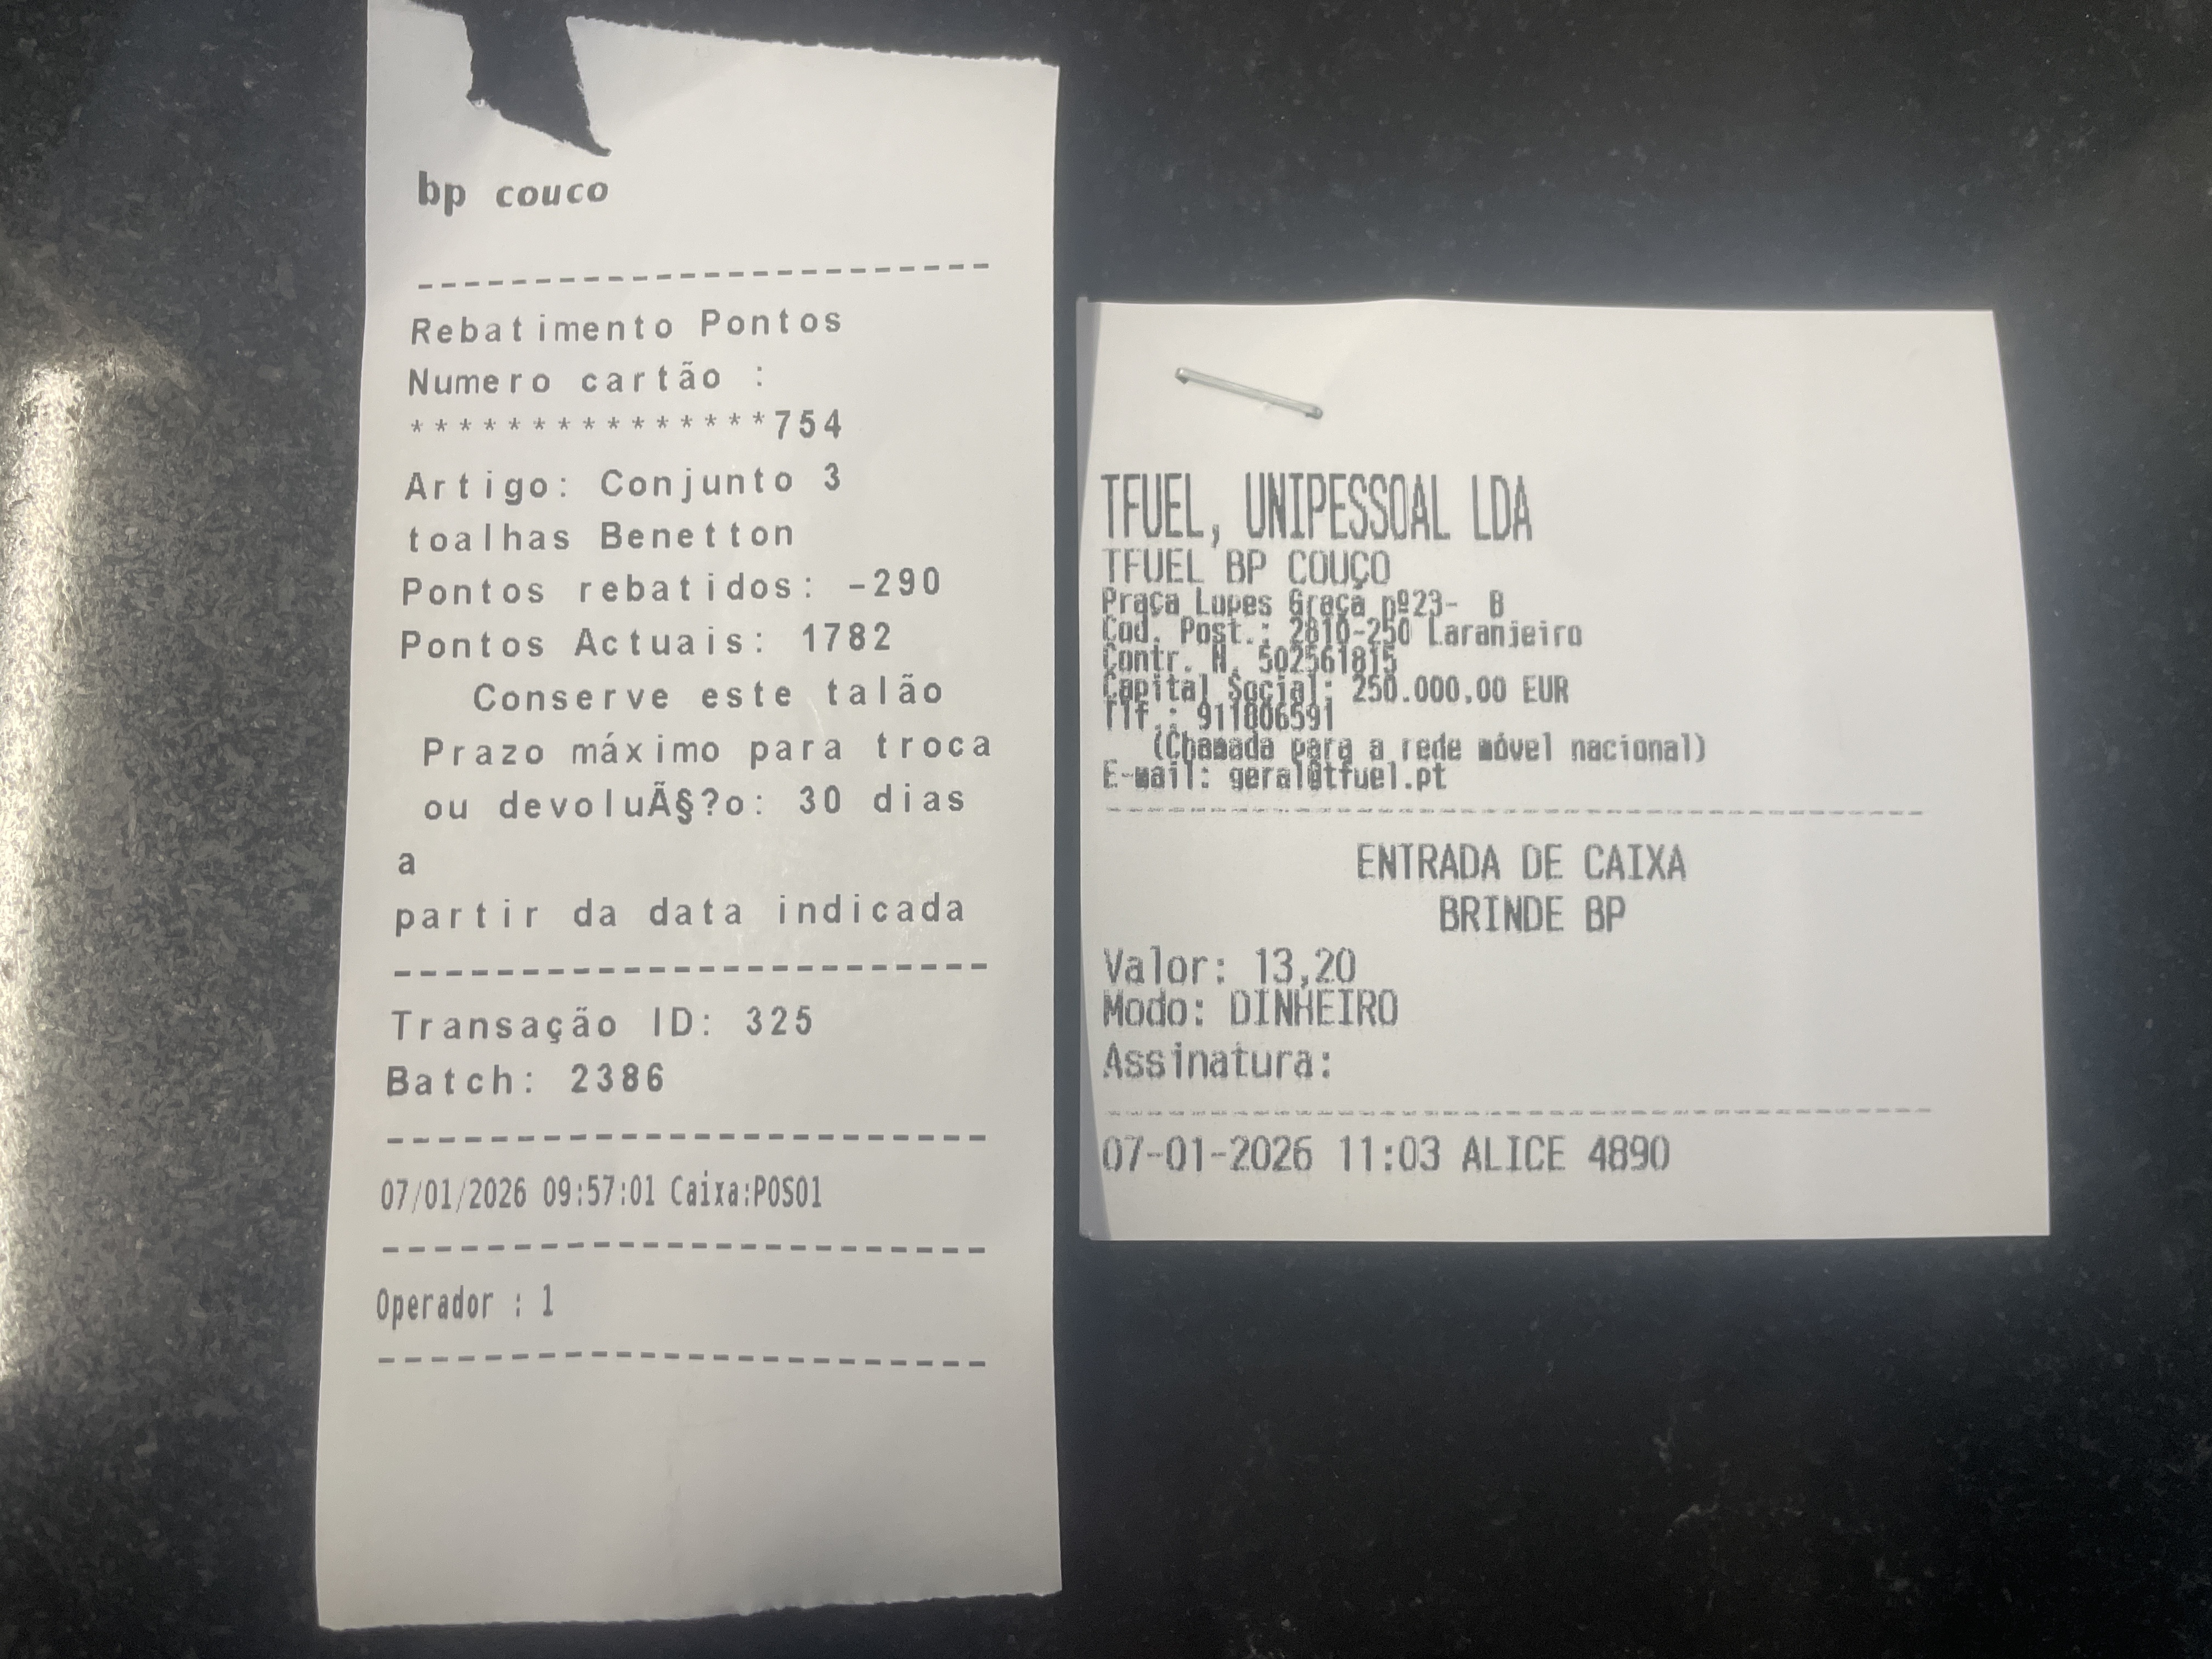 bp couco
------------------------
Rebatimento Pontos
Numero cartão :
***************754
Artigo: Conjunto 3
toalhas Benetton
Pontos rebatidos: -290
Pontos Actuais: 1782
Conserve este talão
Prazo máximo para troca
ou devoluÃ§?o: 30 dias
a
partir da data indicada
------------------------
Transação ID: 325
Batch: 2386
------------------------
07/01/2026 09:57:01 Caixa:POS01
------------------------
Operador : 1
------------------------
TFUEL, UNIPESSOAL LDA
TFUEL BP COUÇO
Praça Lopes Graça nº23- B
Cod. Post.: 2810-250 Laranjeiro
Contr. N. 502561815
Capital Social: 250.000,00 EUR
Tlf.: 911806591
(Chamada para a rede móvel nacional)
E-mail: geral@tfuel.pt
----------------------------------------
ENTRADA DE CAIXA
BRINDE BP
Valor: 13,20
Modo: DINHEIRO
Assinatura:
----------------------------------------
07-01-2026 11:03 ALICE 4890